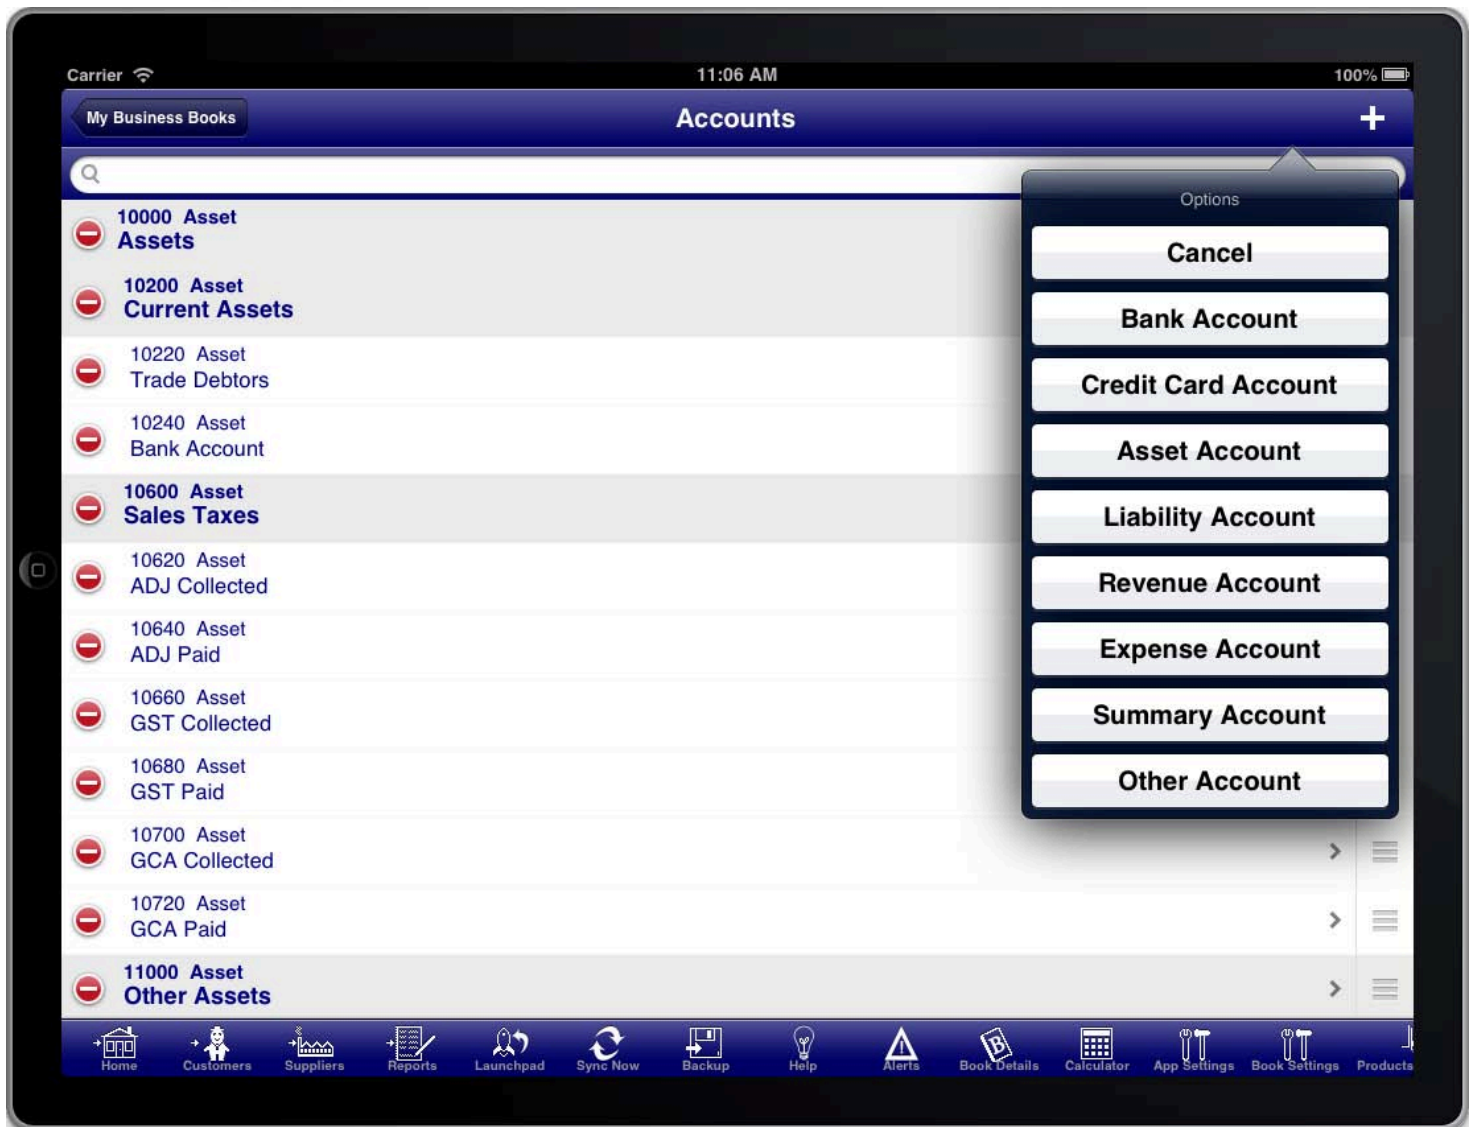 Carrier 11:06 AM 100%
My Business Books Accounts +
Options
Cancel
Bank Account
Credit Card Account
Asset Account
Liability Account
Revenue Account
Expense Account
Summary Account
Other Account
10000 Asset
Assets
10200 Asset
Current Assets
10220 Asset
Trade Debtors
10240 Asset
Bank Account
10600 Asset
Sales Taxes
10620 Asset
ADJ Collected
10640 Asset
ADJ Paid
10660 Asset
GST Collected
10680 Asset
GST Paid
10700 Asset
GCA Collected
10720 Asset
GCA Paid
11000 Asset
Other Assets
Home Customers Suppliers Reports Launchpad Sync Now Backup Help Alerts Book Details Calculator App Settings Book Settings Products